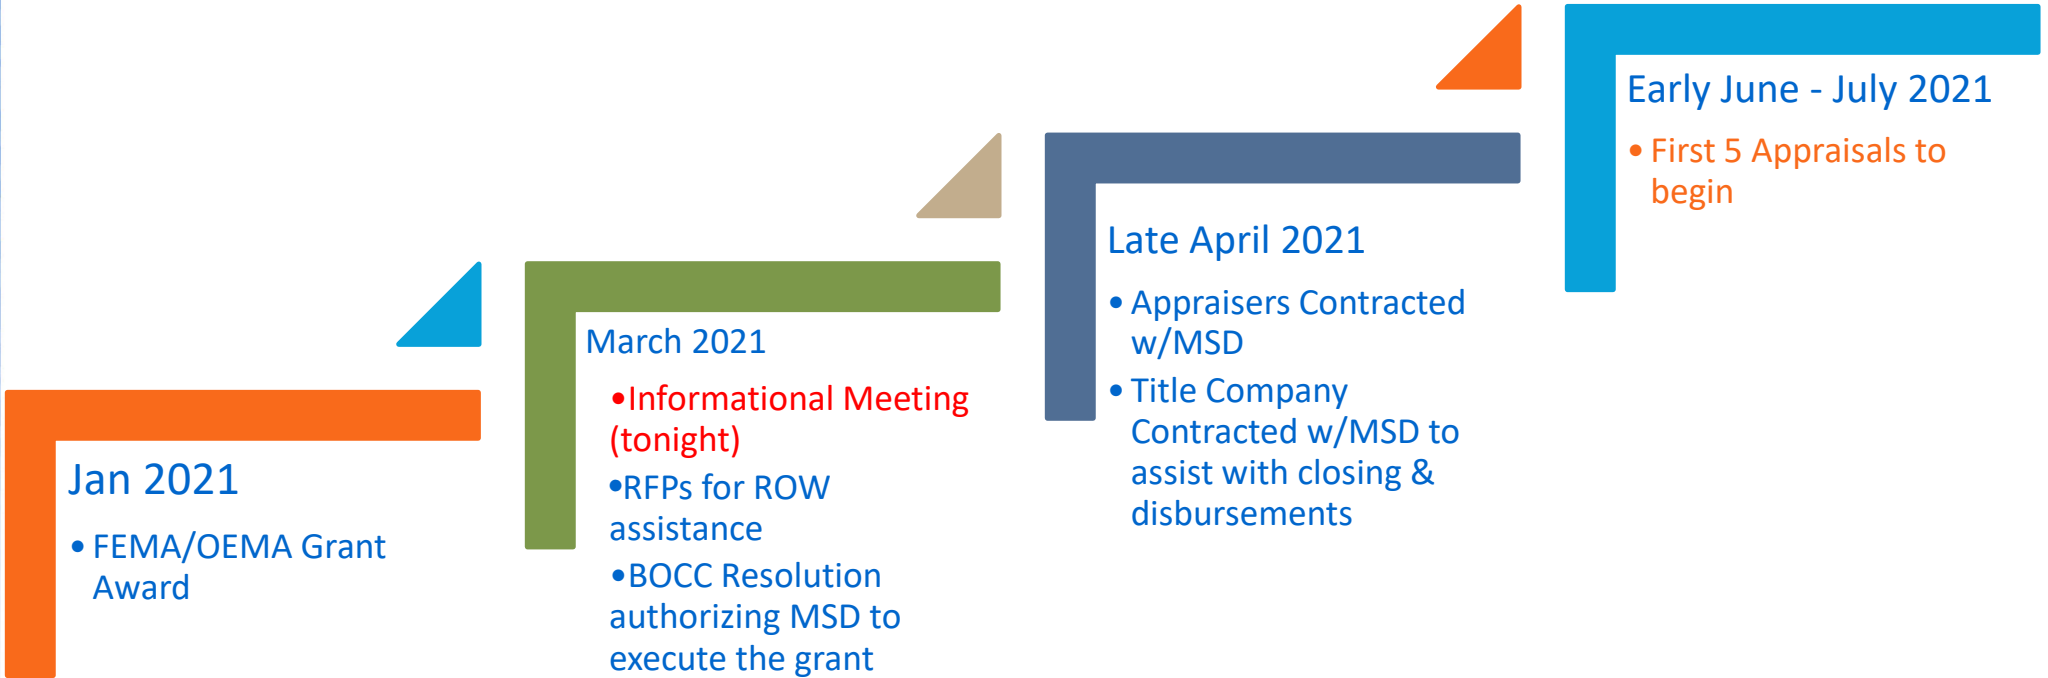 Jan 2021
• FEMA/OEMA Grant
Award
March 2021
•Informational Meeting
(tonight)
•RFPs for ROW
assistance
•BOCC Resolution
authorizing MSD to
execute the grant
Late April 2021
• Appraisers Contracted
w/MSD
• Title Company
Contracted w/MSD to
assist with closing &
disbursements
Early June - July 2021
• First 5 Appraisals to
begin